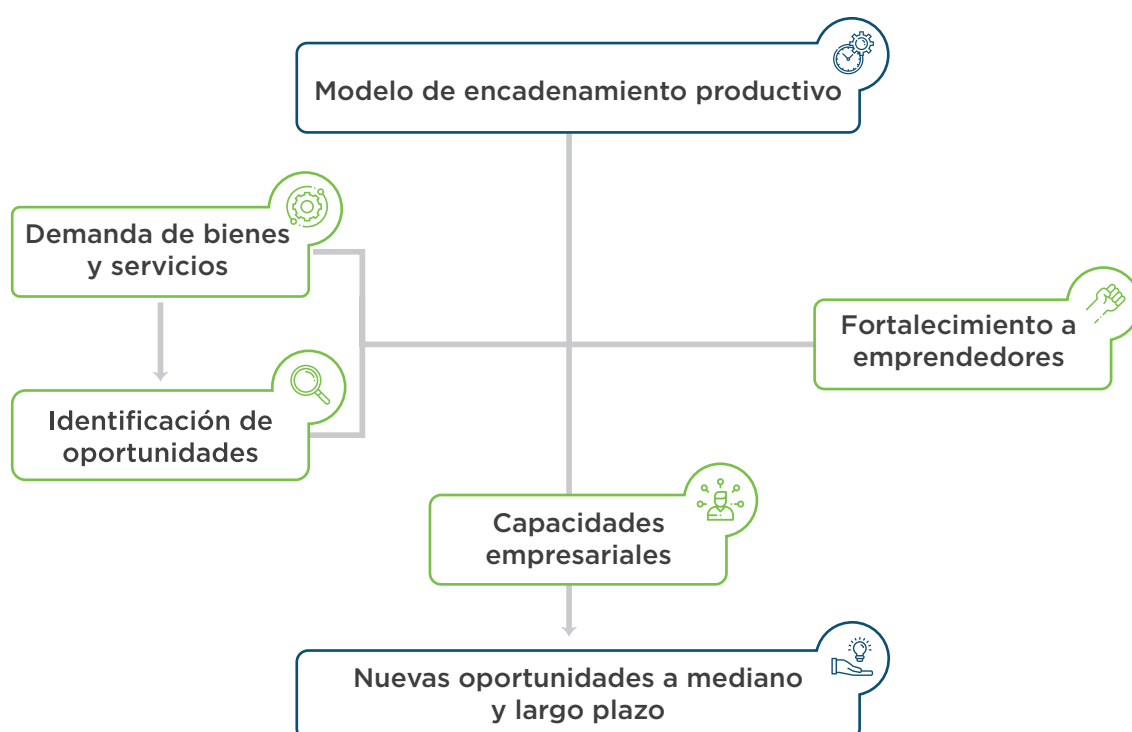 Modelo de encadenamiento productivo
Demanda de bienes
y servicios
Fortalecimiento a
emprendedores
Identificación de
oportunidades
Capacidades
empresariales
Nuevas oportunidades a mediano
y largo plazo